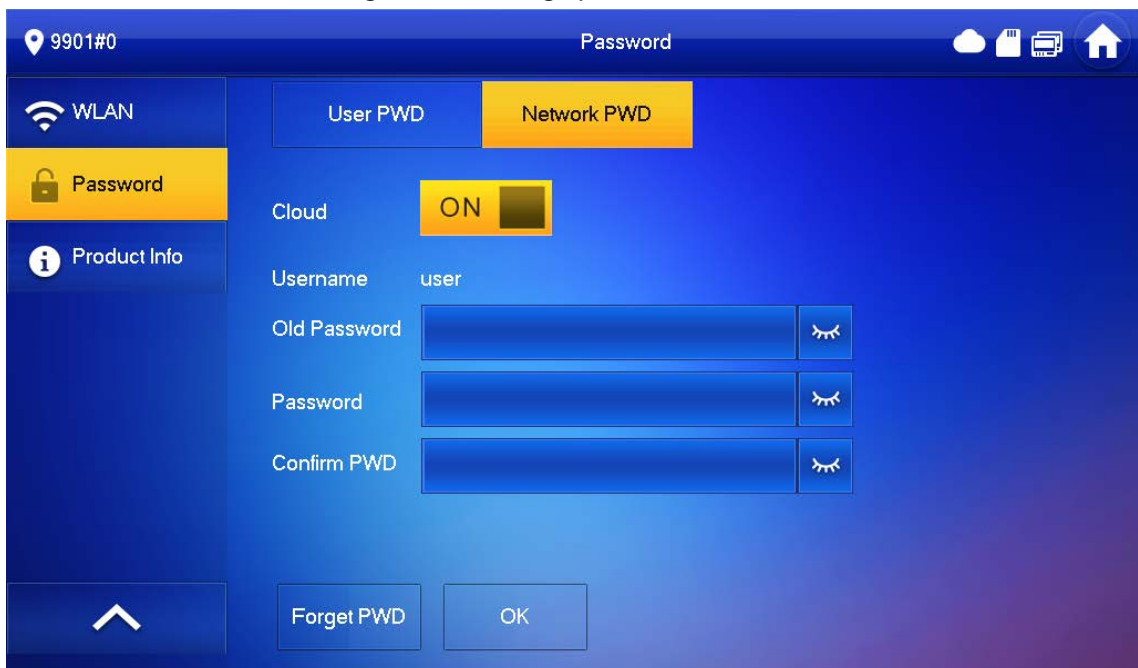 9901#0
Password
WLAN
User PWD
Network PWD
Password
Cloud
ON
Product Info
Username
user
Old Password
Password
Confirm PWD
Forget PWD
OK